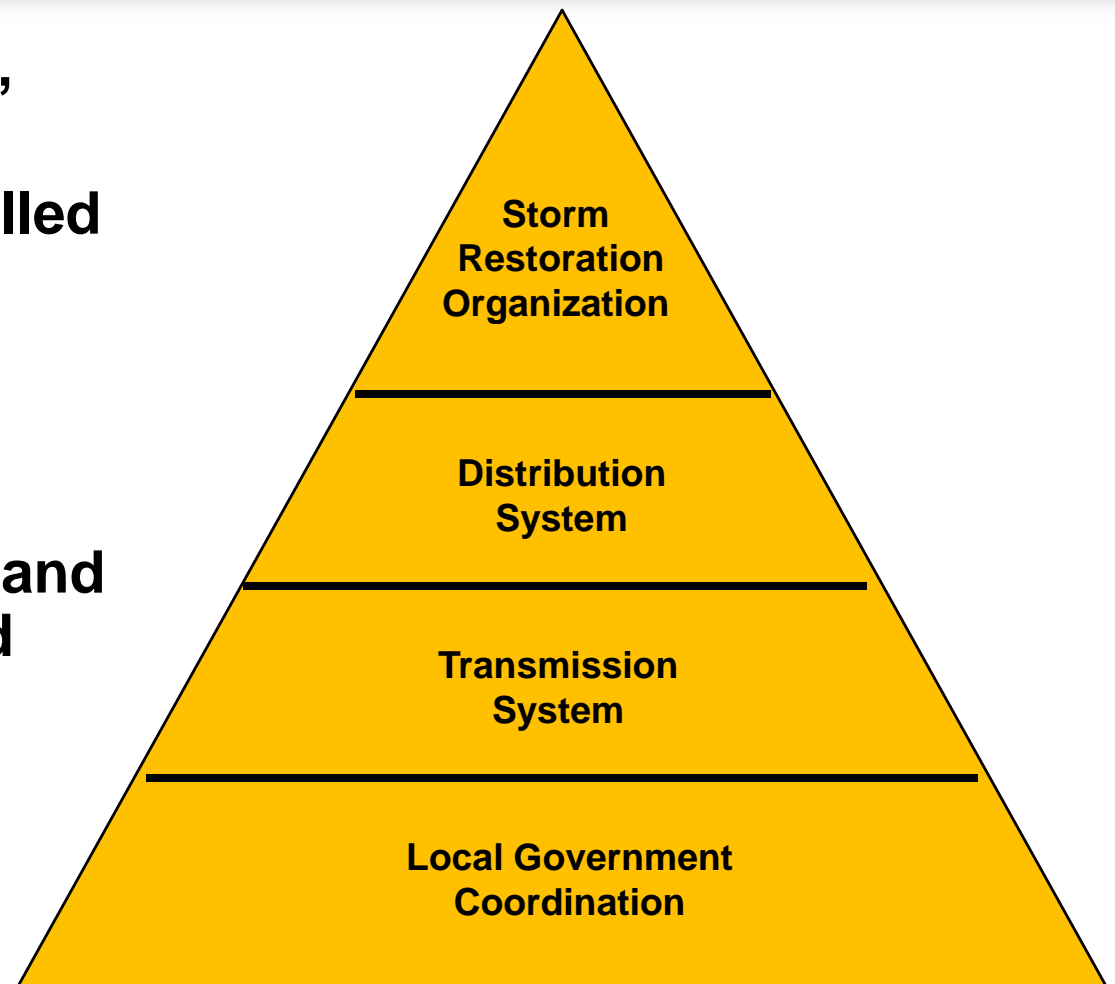 ,
lled
and
d
Storm
Restoration
Organization
Distribution
System
Transmission
System
Local Government
Coordination